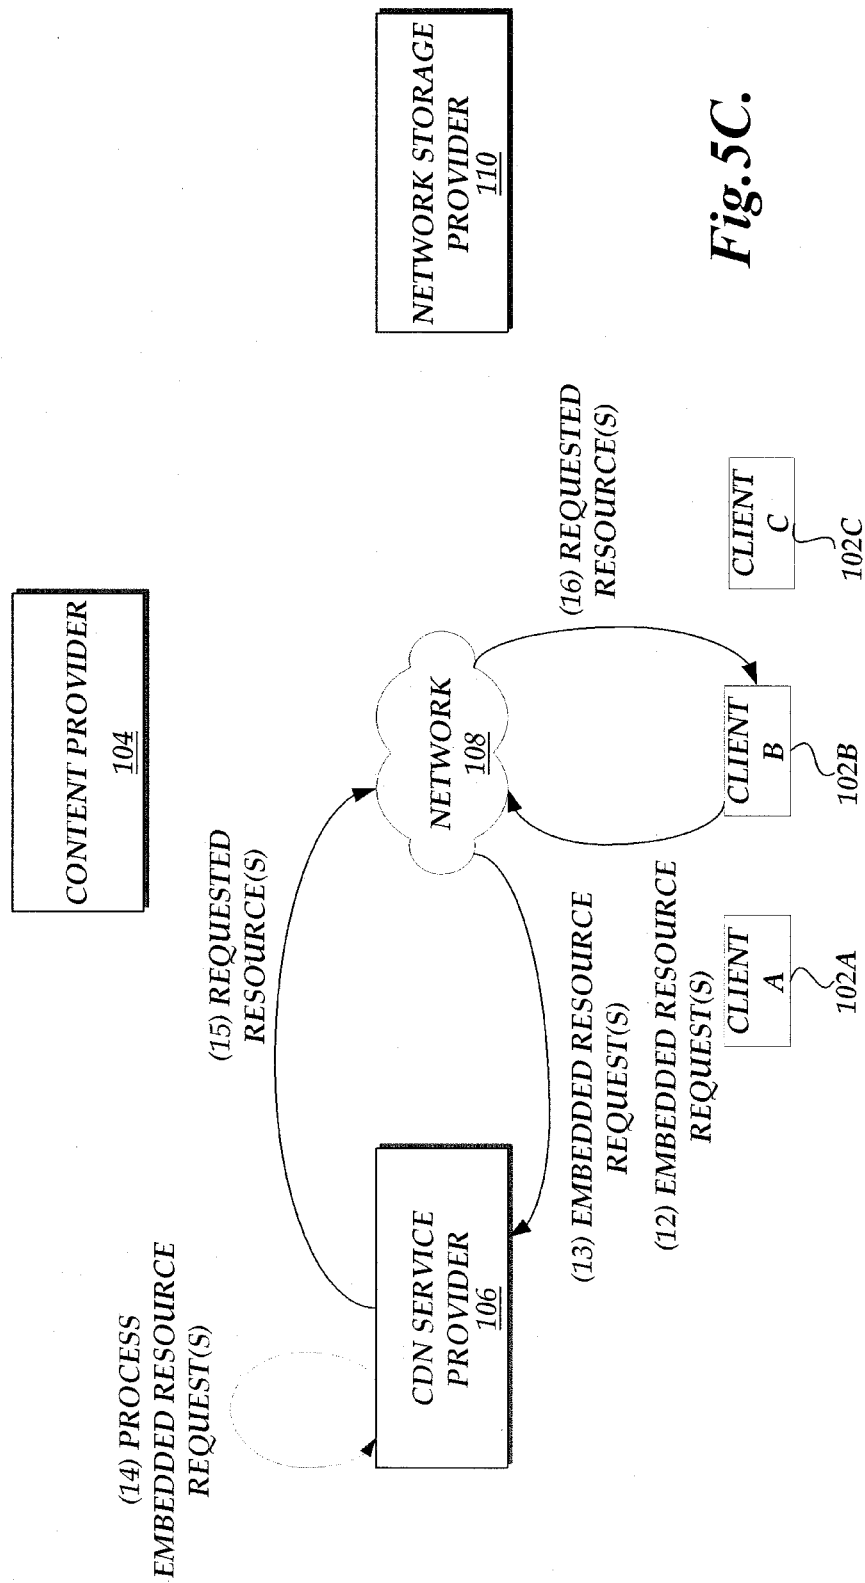 (14) PROCESS
EMBEDDED RESOURCE
REQUEST(S)
CONTENT PROVIDER
104
(15) REQUESTED
RESOURCE(S)
CDN SERVICE
PROVIDER
106
NETWORK
108
NETWORK STORAGE
PROVIDER
110
(13) EMBEDDED RESOURCE
REQUEST(S)
(12) EMBEDDED RESOURCE
REQUEST(S)
(16) REQUESTED
RESOURCE(S)
CLIENT
A
102A
CLIENT
B
102B
CLIENT
C
102C
Fig.5C.